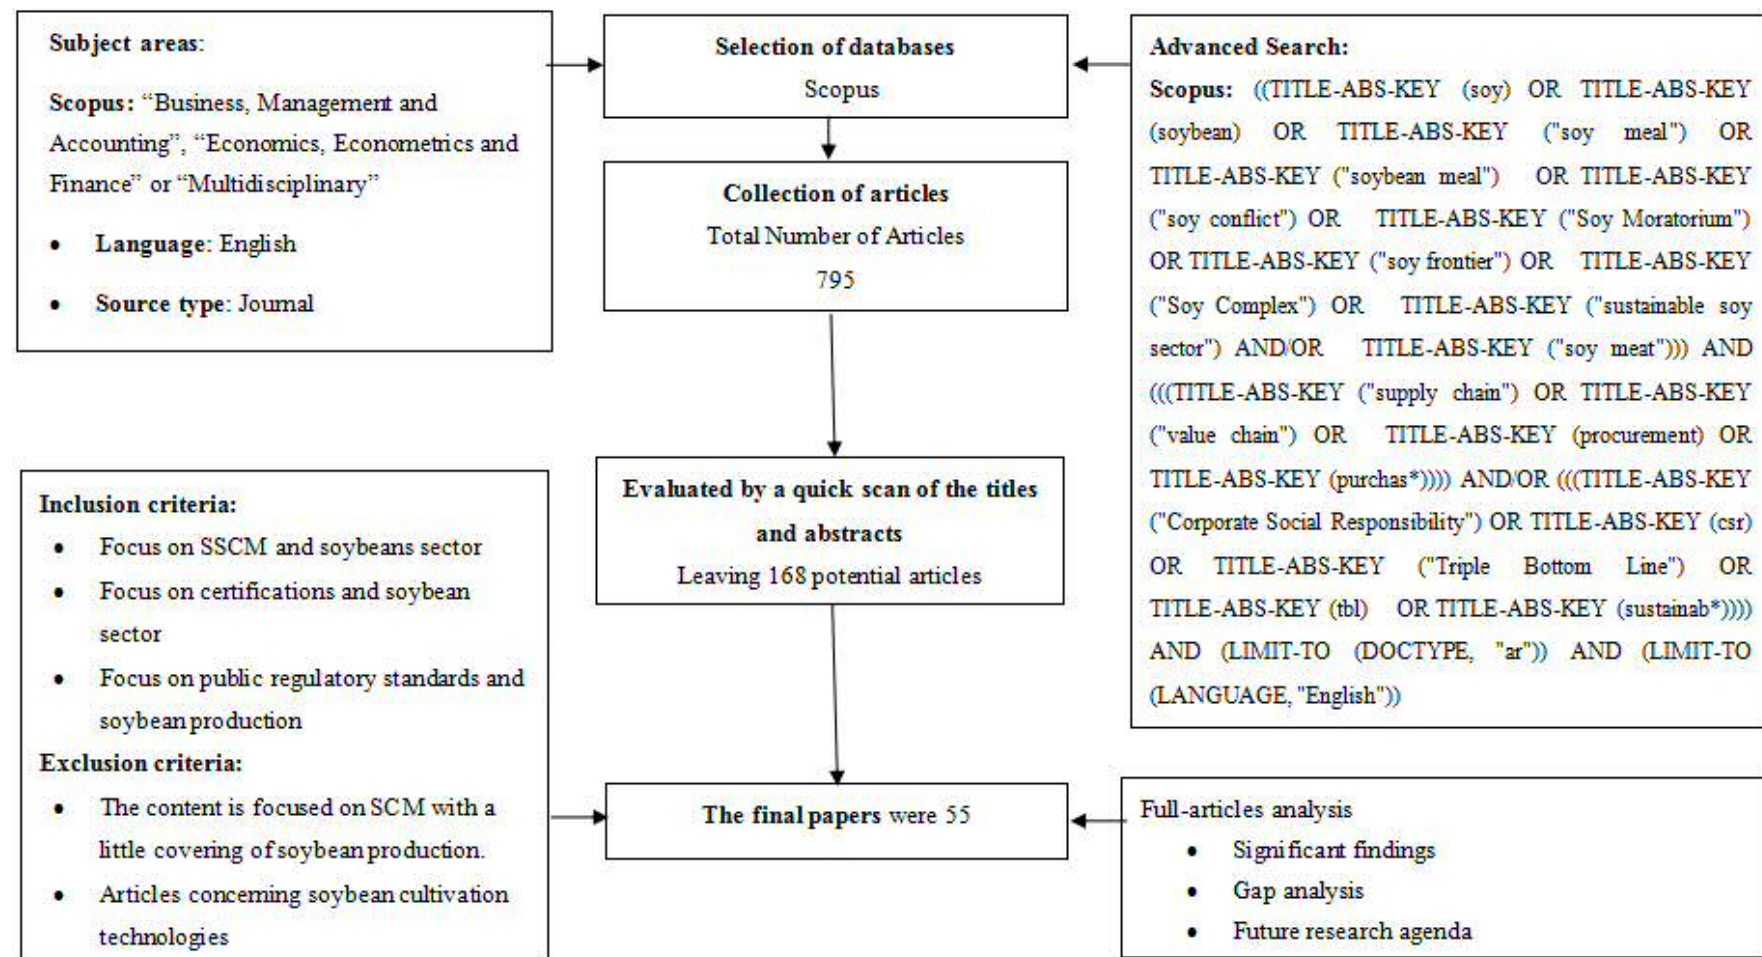 Subject areas:
Scopus: “Business, Management and
Accounting”, “Economics, Econometrics and
Finance” or “Multidisciplinary”
• Language: English
• Source type: Journal
Selection of databases
Scopus
Collection of articles
Total Number of Articles
795
Evaluated by a quick scan of the titles
and abstracts
Leaving 168 potential articles
The final papers were 55
Advanced Search:
Scopus: ((TITLE-ABS-KEY (soy) OR TITLE-ABS-KEY
(soybean) OR TITLE-ABS-KEY ("soy meal") OR
TITLE-ABS-KEY ("soybean meal") OR TITLE-ABS-KEY
("soy conflict") OR TITLE-ABS-KEY ("Soy Moratorium")
OR TITLE-ABS-KEY ("soy frontier") OR TITLE-ABS-KEY
("Soy Complex") OR TITLE-ABS-KEY ("sustainable soy
sector") AND/OR TITLE-ABS-KEY ("soy meat"))) AND
(((TITLE-ABS-KEY ("supply chain") OR TITLE-ABS-KEY
("value chain") OR TITLE-ABS-KEY (procurement) OR
TITLE-ABS-KEY (purchas*)))) AND/OR (((TITLE-ABS-KEY
("Corporate Social Responsibility") OR TITLE-ABS-KEY (csr)
OR TITLE-ABS-KEY ("Triple Bottom Line") OR
TITLE-ABS-KEY (tbl) OR TITLE-ABS-KEY (sustainab*))))
AND (LIMIT-TO (DOCTYPE, "ar")) AND (LIMIT-TO
(LANGUAGE, "English"))
Inclusion criteria:
• Focus on SSCM and soybeans sector
• Focus on certifications and soybean
sector
• Focus on public regulatory standards and
soybean production
Exclusion criteria:
• The content is focused on SCM with a
little covering of soybean production.
• Articles concerning soybean cultivation
technologies
Full-articles analysis
• Significant findings
• Gap analysis
• Future research agenda